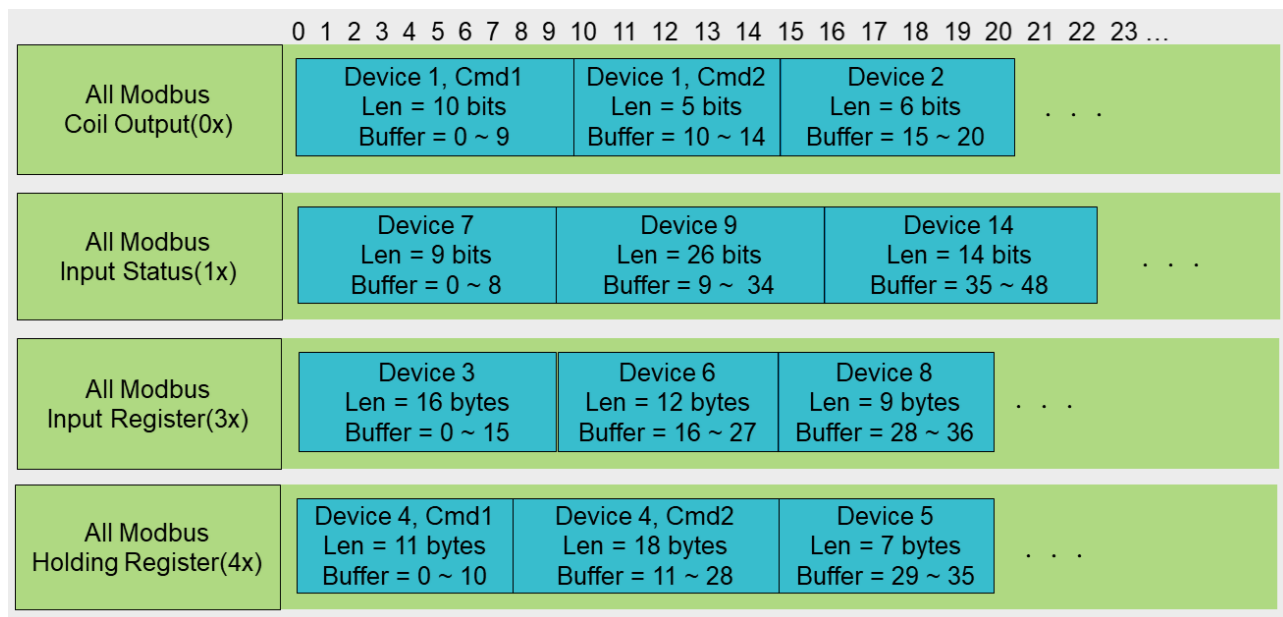 0 1 2 3 4 5 6 7 8 9 10 11 12 13 14 15 16 17 18 19 20 21 22 23 ...
All Modbus
Coil Output(0x)
Device 1, Cmd1
Len = 10 bits
Buffer = 0 ~ 9
Device 1, Cmd2
Len = 5 bits
Buffer = 10 ~ 14
Device 2
Len = 6 bits
Buffer = 15 ~ 20
. . .
All Modbus
Input Status(1x)
Device 7
Len = 9 bits
Buffer = 0 ~ 8
Device 9
Len = 26 bits
Buffer = 9 ~ 34
Device 14
Len = 14 bits
Buffer = 35 ~ 48
. . .
All Modbus
Input Register(3x)
Device 3
Len = 16 bytes
Buffer = 0 ~ 15
Device 6
Len = 12 bytes
Buffer = 16 ~ 27
Device 8
Len = 9 bytes
Buffer = 28 ~ 36
. . .
All Modbus
Holding Register(4x)
Device 4, Cmd1
Len = 11 bytes
Buffer = 0 ~ 10
Device 4, Cmd2
Len = 18 bytes
Buffer = 11 ~ 28
Device 5
Len = 7 bytes
Buffer = 29 ~ 35
. . .